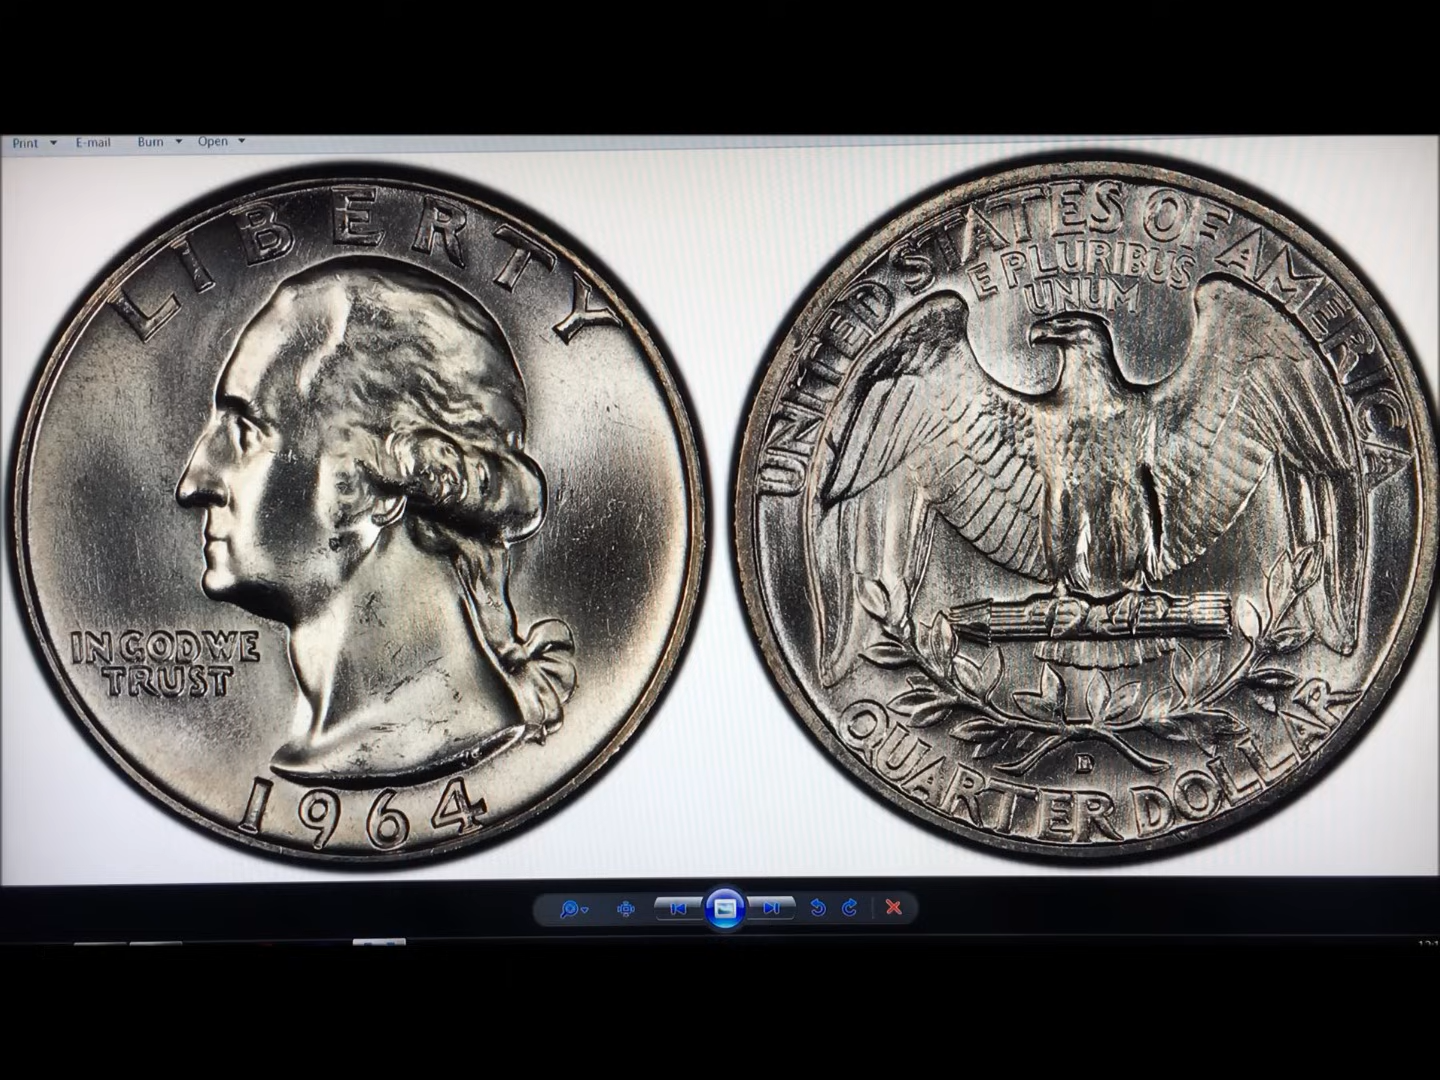 Print E-mail Burn Open
LIBERTY
IN GOD WE
TRUST
1964
UNITED STATES OF AMERICA
E PLURIBUS
UNUM
D
QUARTER DOLLAR